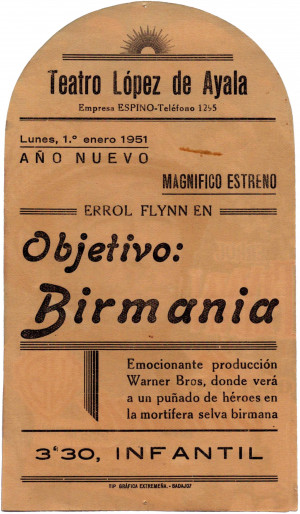 Teatro López de Ayala
Empresa ESPINO-Teléfono 1295
Lunes, 1.º enero 1951
AÑO NUEVO
MAGNIFICO ESTRENO
ERROL FLYNN EN
Objetivo:
Birmania
Emocionante producción
Warner Bros, donde verá
a un puñado de héroes en
la mortífera selva birmana
3'30, INFANTIL
TIP. GRÁFICA EXTREMEÑA.-BADAJOZ